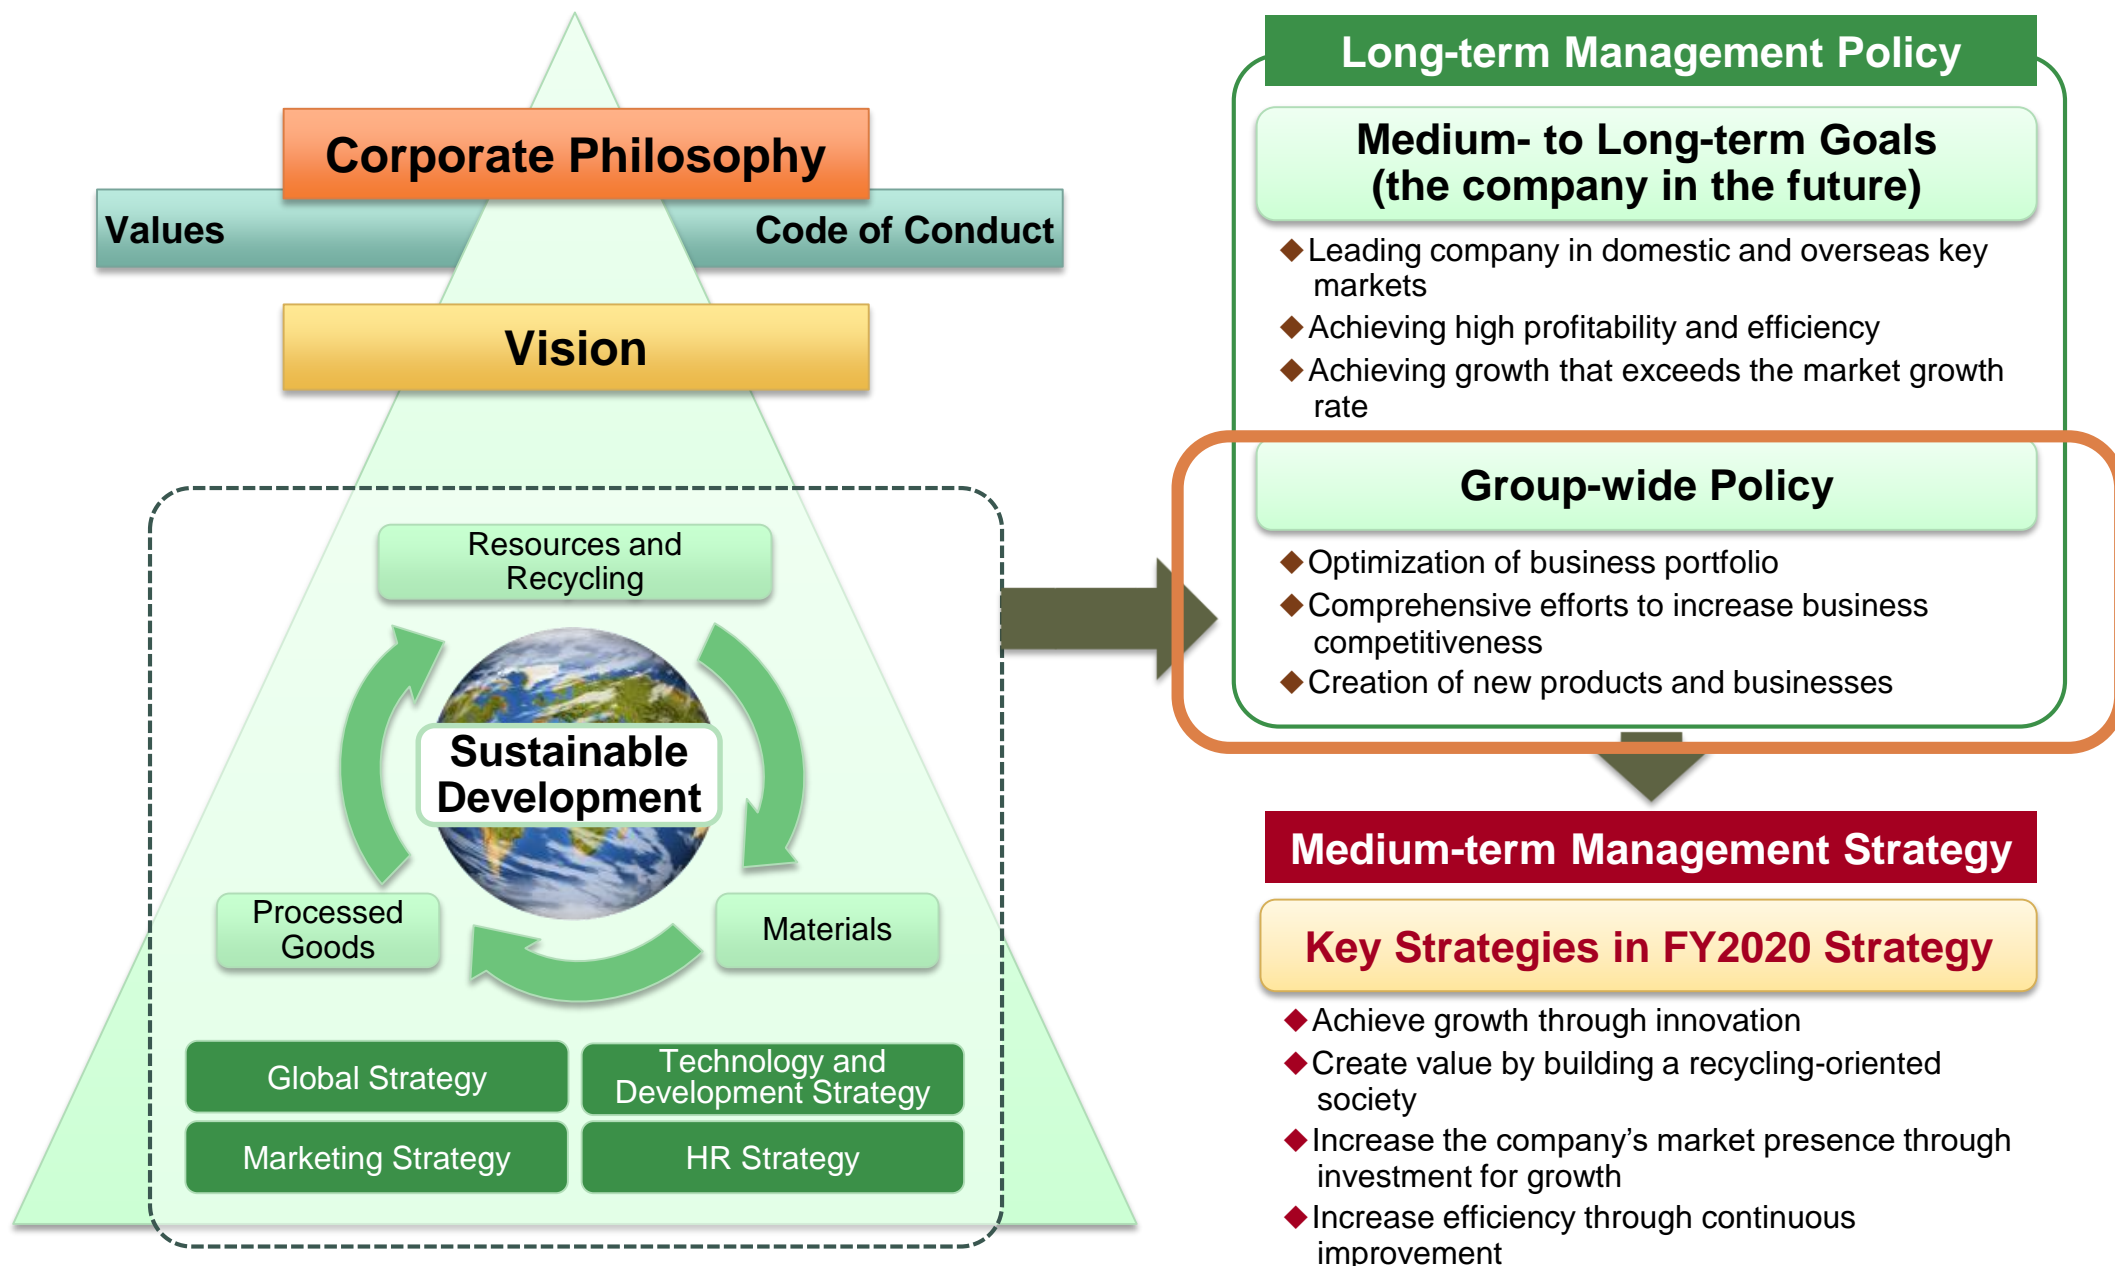 Corporate Philosophy
Values
Code of Conduct
Vision
Resources and
Recycling
Sustainable
Development
Processed
Goods
Materials
Global Strategy
Technology and
Development Strategy
Marketing Strategy
HR Strategy
Long-term Management Policy
Medium- to Long-term Goals
(the company in the future)
◆Leading company in domestic and overseas key
markets
◆Achieving high profitability and efficiency
◆Achieving growth that exceeds the market growth
rate
Group-wide Policy
◆Optimization of business portfolio
◆Comprehensive efforts to increase business
competitiveness
◆Creation of new products and businesses
Medium-term Management Strategy
Key Strategies in FY2020 Strategy
◆Achieve growth through innovation
◆Create value by building a recycling-oriented
society
◆Increase the company’s market presence through
investment for growth
◆Increase efficiency through continuous
improvement